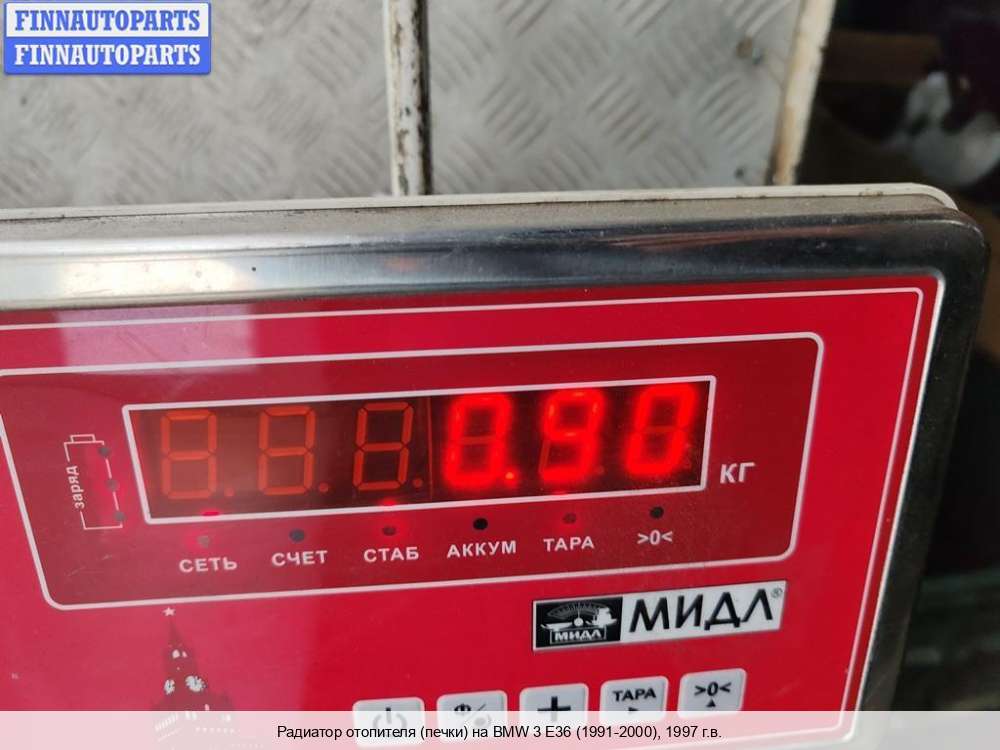 FINNAUTOPARTS
FINNAUTOPARTS
0.90
КГ
заряд
СЕТЬ
СЧЕТ
СТАБ
АККУМ
ТАРА
>0<
МИДЛ
МИДЛ®
ТАРА
>0<
Радиатор отопителя (печки) на BMW 3 E36 (1991-2000), 1997 г.в.